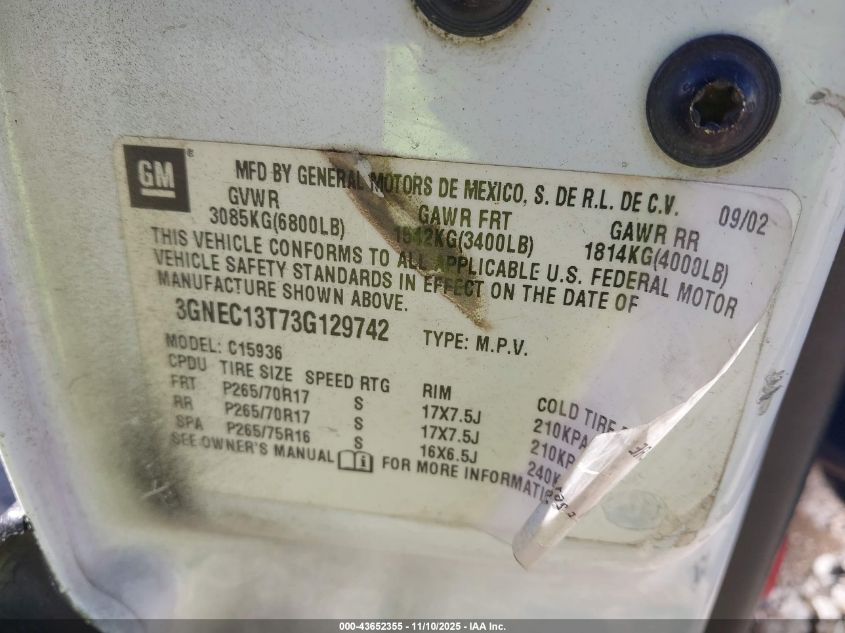 GM ®
MFD BY GENERAL MOTORS DE MEXICO, S. DE R.L. DE C.V. 09/02
GVWR GAWR FRT GAWR RR
3085KG(6800LB) 1542KG(3400LB) 1814KG(4000LB)
THIS VEHICLE CONFORMS TO ALL APPLICABLE U.S. FEDERAL MOTOR
VEHICLE SAFETY STANDARDS IN EFFECT ON THE DATE OF
MANUFACTURE SHOWN ABOVE.
3GNEC13T73G129742 TYPE: M.P.V.
MODEL: C15936
CPDU TIRE SIZE SPEED RTG RIM COLD TIRE
FRT P265/70R17 S 17X7.5J 210KPA
RR P265/70R17 S 17X7.5J 210KP
SPA P265/75R16 S 16X6.5J 240K
SEE OWNER'S MANUAL i FOR MORE INFORMATI
000-43652355 — 11/10/2025 — IAA Inc.